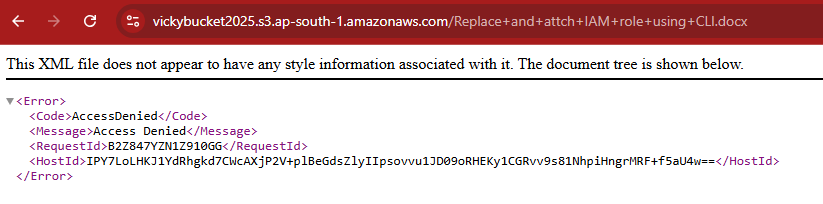 vickybucket2025.s3.ap-south-1.amazonaws.com/Replace+and+attch+IAM+role+using+CLI.docx
This XML file does not appear to have any style information associated with it. The document tree is shown below.
<Error>
<Code>AccessDenied</Code>
<Message>Access Denied</Message>
<RequestId>B2Z847YZN1Z910GG</RequestId>
<HostId>IPY7LoLHKJ1YdRhgkd7CWcAXjP2V+plBeGdsZlyIIpsovvu1JD09oRHEKy1CGRvv9s81NhpiHngrMRF+f5aU4w==</HostId>
</Error>